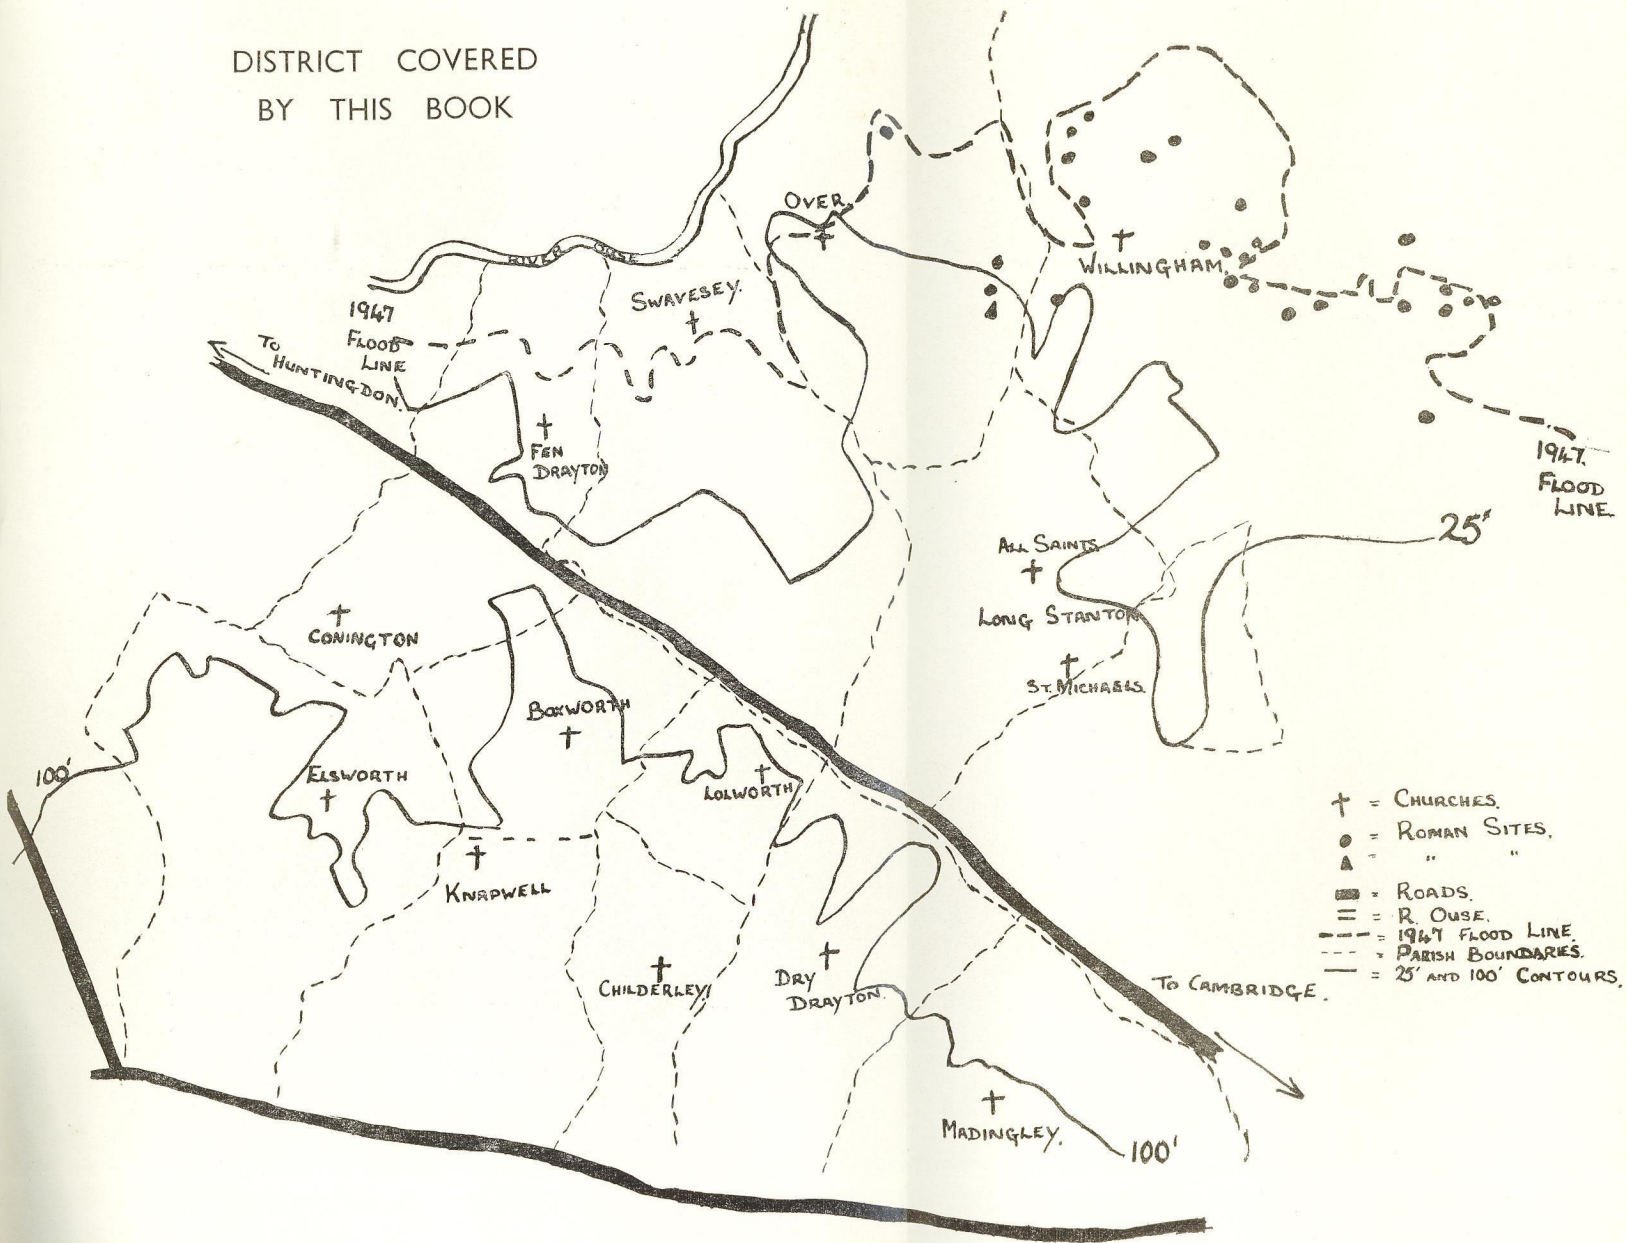 DISTRICT COVERED
BY THIS BOOK
OVER.
RIVER OUSE
WILLINGHAM.
SWAVESEY.
1947
FLOOD
LINE
TO
HUNTINGDON.
FEN
DRAYTON
1947.
FLOOD
LINE
25'
ALL SAINTS.
LONG STANTON
ST. MICHAELS.
CONINGTON
BOXWORTH
100'
ELSWORTH
LOLWORTH
KNAPWELL
CHILDERLEY
DRY
DRAYTON.
TO CAMBRIDGE.
MADINGLEY.
100'
= CHURCHES.
= ROMAN SITES.
- " "
= ROADS.
= R. OUSE.
= 1947 FLOOD LINE.
= PARISH BOUNDARIES.
= 25' AND 100' CONTOURS.